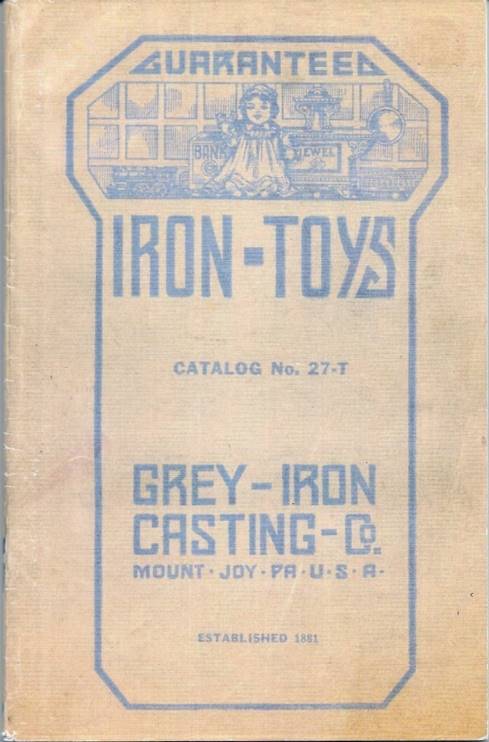 GUARANTEED
BANK
JEWEL
IRON-TOYS
CATALOG No. 27-T
GREY-IRON
CASTING-Co.
MOUNT·JOY·PA·U·S·A·
ESTABLISHED 1881